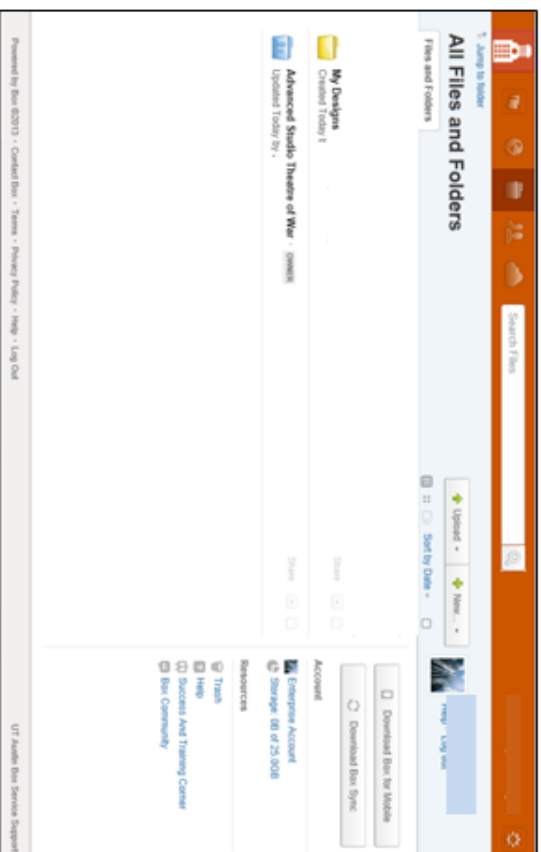 Search Files
Jump to folder
All Files and Folders
Upload
New...
Help Log out
Files and Folders
Sort by Date
My Designs
Created Today
Share
Advanced Studio Theatre of War · OWNER
Updated Today by
Share
Download Box for Mobile
Download Box Sync
Account
Enterprise Account
Storage: 0B of 25.0GB
Resources
Trash
Help
Success And Training Corner
Box Community
Powered by Box ©2013 · Contact Box · Terms · Privacy Policy · Help · Log Out
UT Austin Box Service Support